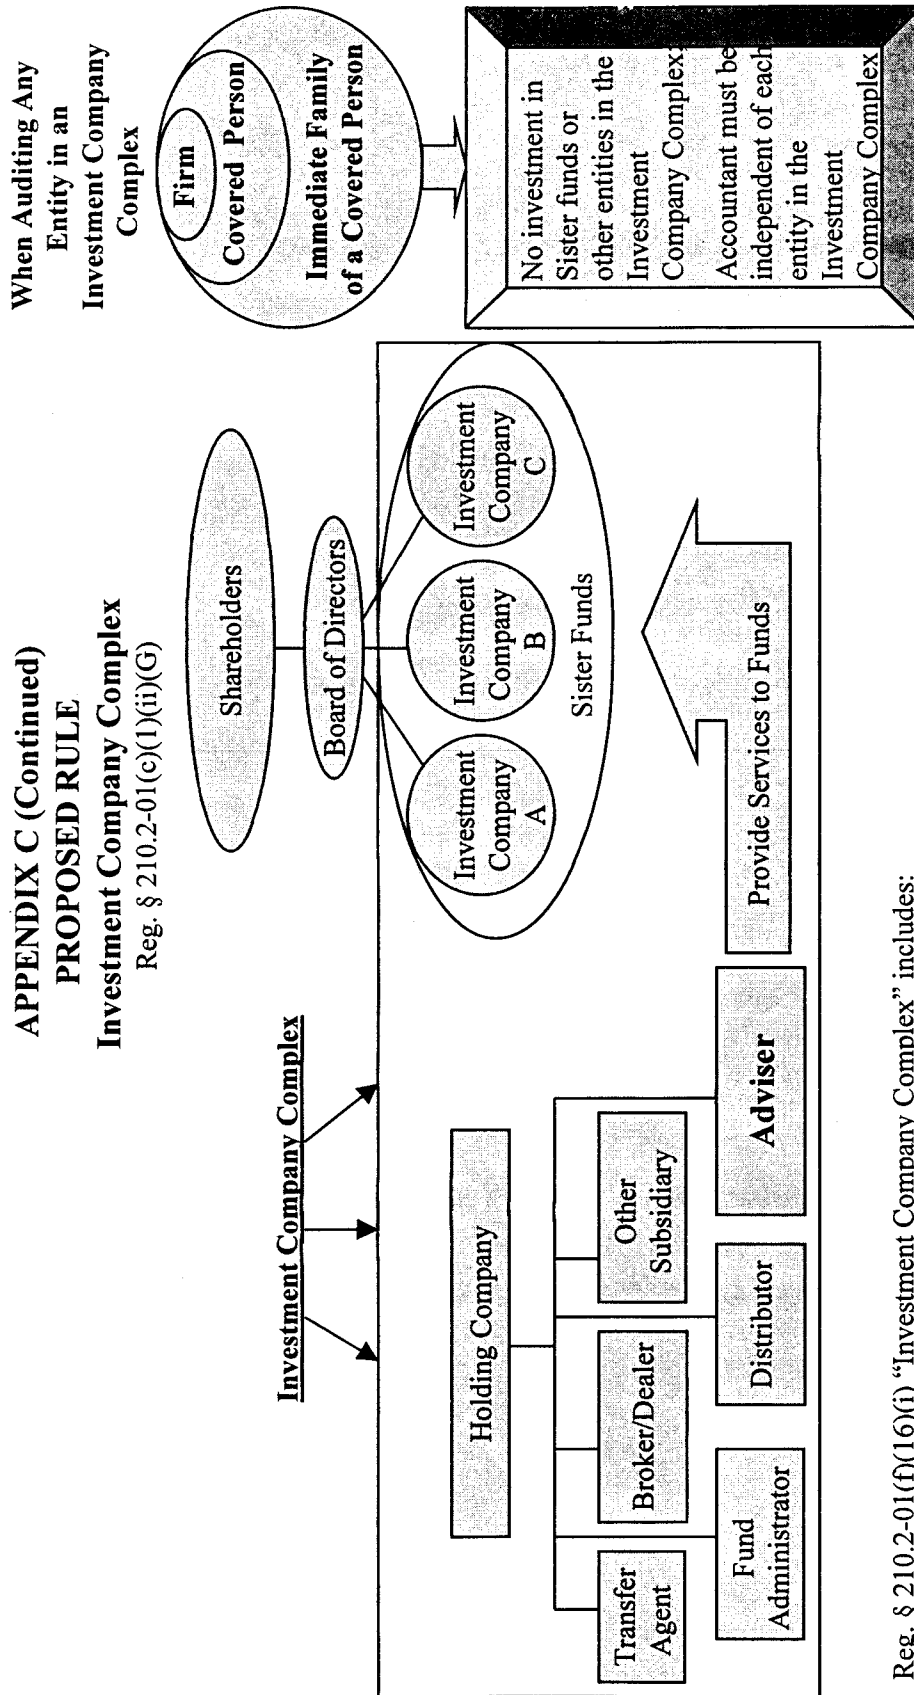 APPENDIX C (Continued)
PROPOSED RULE
Investment Company Complex
Reg. § 210.2-01(c)(1)(ii)(G)
Investment Company Complex
Holding Company
Transfer
Agent
Broker/Dealer
Other
Subsidiary
Fund
Administrator
Distributor
Adviser
Shareholders
Board of Directors
Investment
Company
A
Investment
Company
B
Investment
Company
C
Sister Funds
Provide Services to Funds
When Auditing Any
Entity in an
Investment Company
Complex
Firm
Covered Person
Immediate Family
of a Covered Person
No investment in
Sister funds or
other entities in the
Investment
Company Complex;
Accountant must be
independent of each
entity in the
Investment
Company Complex
Reg. § 210.2-01(f)(16)(i) “Investment Company Complex” includes: